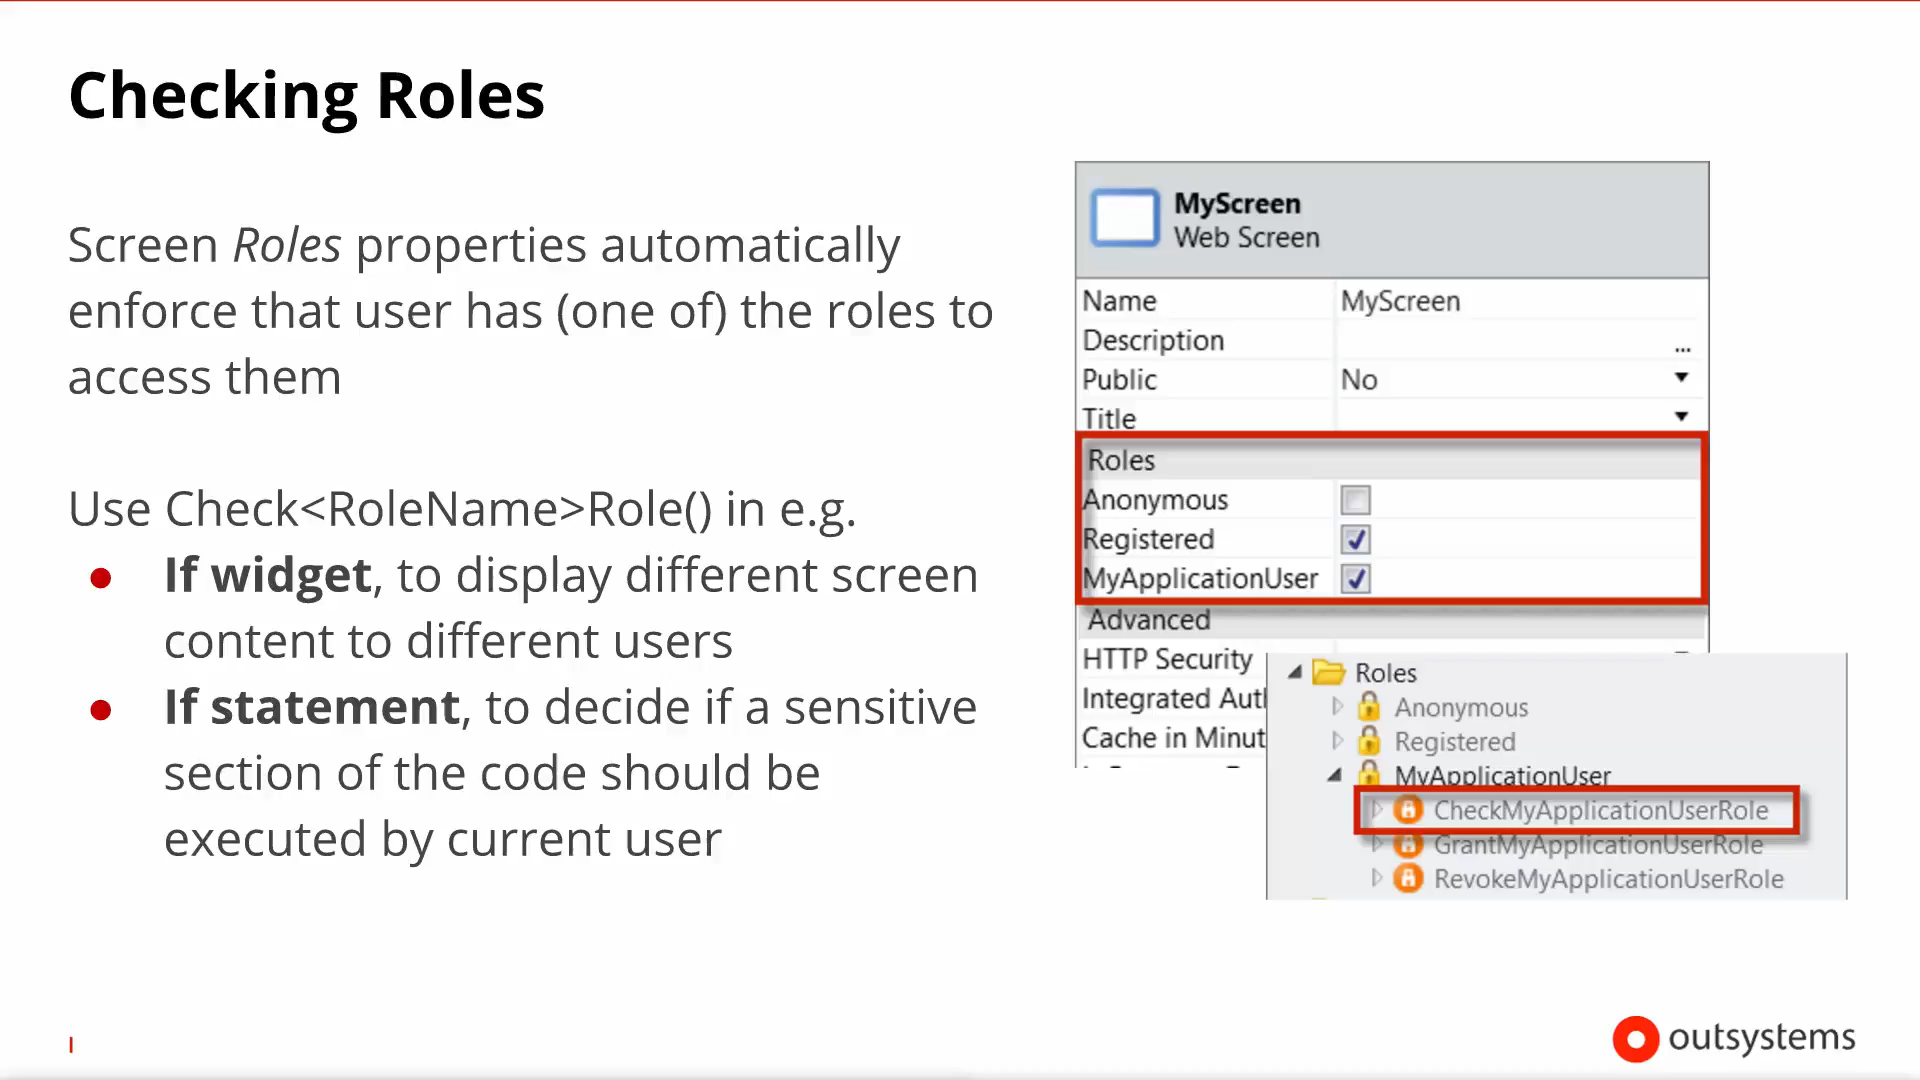 Checking Roles
Screen Roles properties automatically
enforce that user has (one of) the roles to
access them
Use Check<RoleName>Role() in e.g.
● If widget, to display different screen
content to different users
● If statement, to decide if a sensitive
section of the code should be
executed by current user
MyScreen
Web Screen
Name MyScreen
Description ...
Public No
Title
Roles
Anonymous
Registered
MyApplicationUser
Advanced
HTTP Security
Integrated Aut
Cache in Minut
Roles
Anonymous
Registered
MyApplicationUser
CheckMyApplicationUserRole
GrantMyApplicationUserRole
RevokeMyApplicationUserRole
outsystems